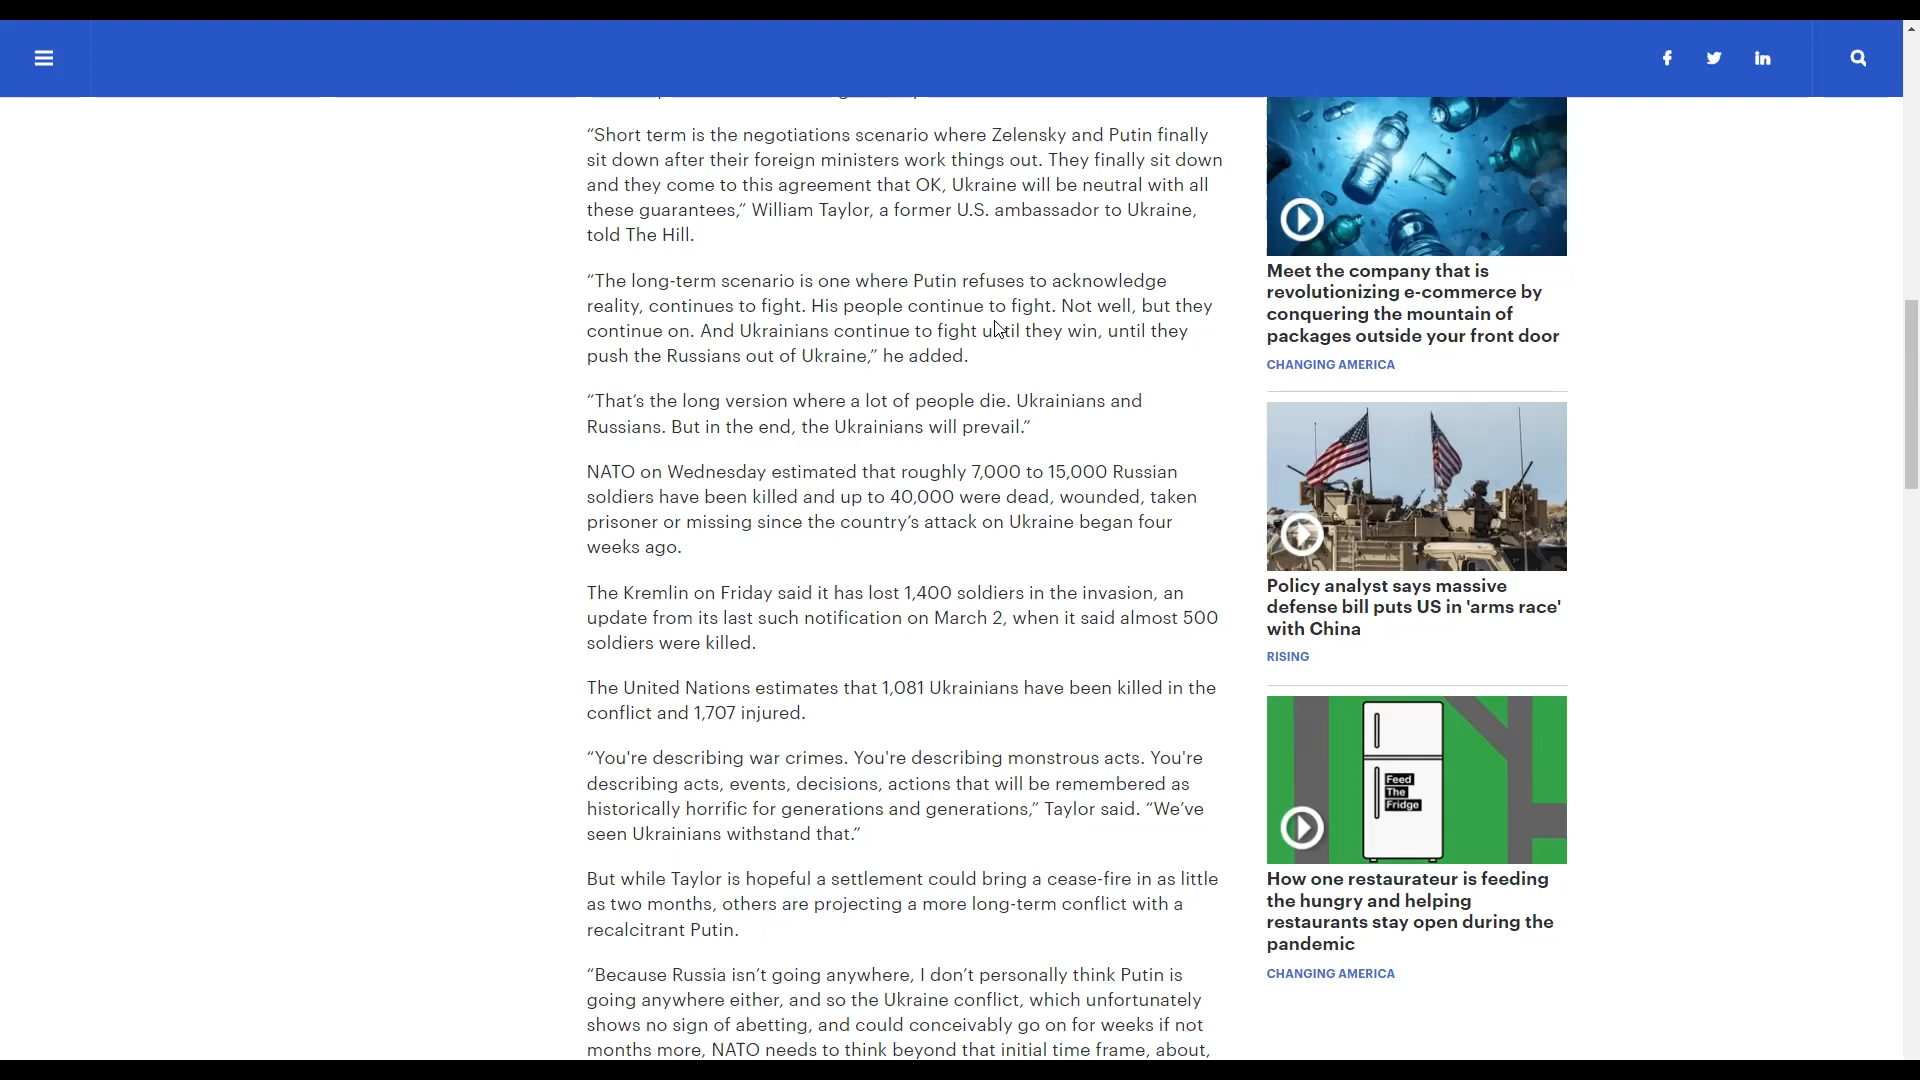 “Short term is the negotiations scenario where Zelensky and Putin finally
sit down after their foreign ministers work things out. They finally sit down
and they come to this agreement that OK, Ukraine will be neutral with all
these guarantees,” William Taylor, a former U.S. ambassador to Ukraine,
told The Hill.
“The long-term scenario is one where Putin refuses to acknowledge
reality, continues to fight. His people continue to fight. Not well, but they
continue on. And Ukrainians continue to fight until they win, until they
push the Russians out of Ukraine,” he added.
“That’s the long version where a lot of people die. Ukrainians and
Russians. But in the end, the Ukrainians will prevail.”
NATO on Wednesday estimated that roughly 7,000 to 15,000 Russian
soldiers have been killed and up to 40,000 were dead, wounded, taken
prisoner or missing since the country’s attack on Ukraine began four
weeks ago.
The Kremlin on Friday said it has lost 1,400 soldiers in the invasion, an
update from its last such notification on March 2, when it said almost 500
soldiers were killed.
The United Nations estimates that 1,081 Ukrainians have been killed in the
conflict and 1,707 injured.
“You're describing war crimes. You're describing monstrous acts. You're
describing acts, events, decisions, actions that will be remembered as
historically horrific for generations and generations,” Taylor said. “We’ve
seen Ukrainians withstand that.”
But while Taylor is hopeful a settlement could bring a cease-fire in as little
as two months, others are projecting a more long-term conflict with a
recalcitrant Putin.
“Because Russia isn’t going anywhere, I don’t personally think Putin is
going anywhere either, and so the Ukraine conflict, which unfortunately
shows no sign of abetting, and could conceivably go on for weeks if not
months more, NATO needs to think beyond that initial time frame, about,
Meet the company that is
revolutionizing e-commerce by
conquering the mountain of
packages outside your front door
CHANGING AMERICA
Policy analyst says massive
defense bill puts US in 'arms race'
with China
RISING
Feed
The
Fridge
How one restaurateur is feeding
the hungry and helping
restaurants stay open during the
pandemic
CHANGING AMERICA